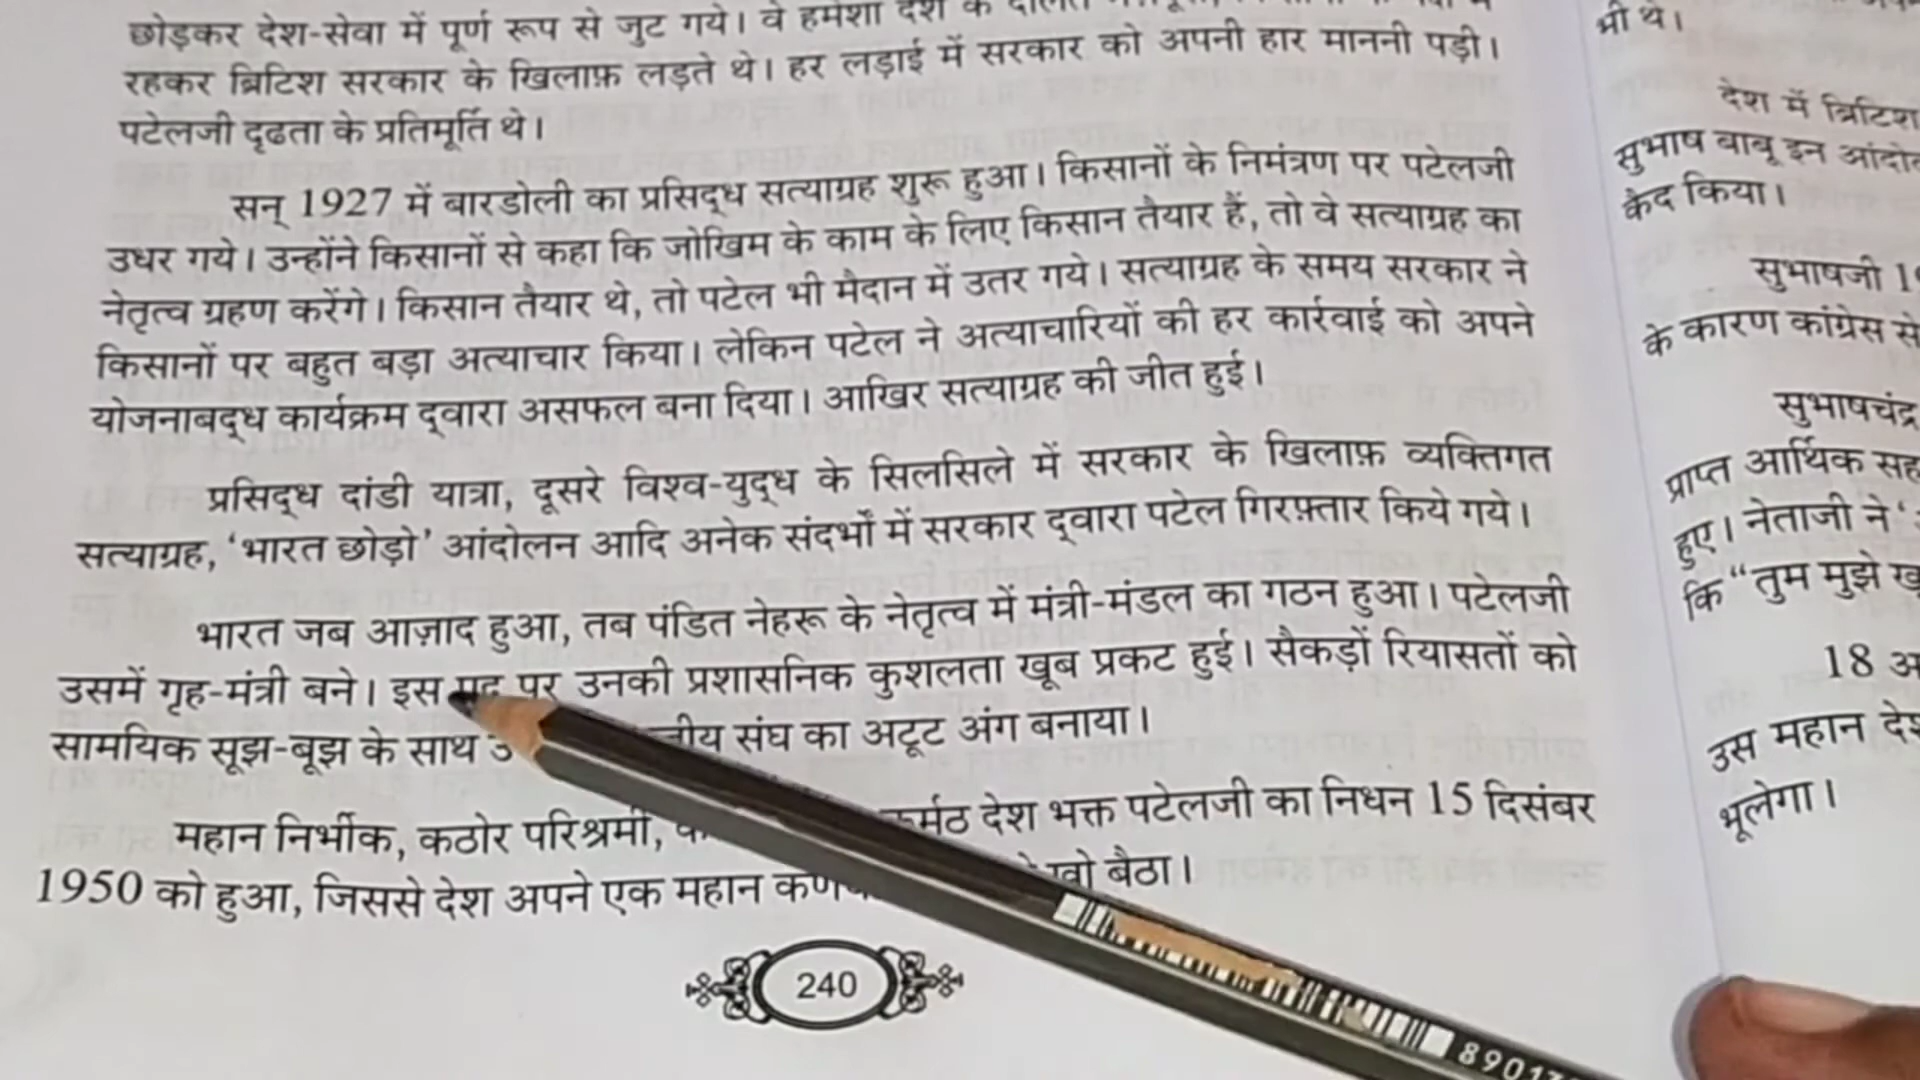 छोड़कर देश-सेवा में पूर्ण रूप से जुट गये। वे हमेशा देश के
रहकर ब्रिटिश सरकार के खिलाफ़ लड़ते थे। हर लड़ाई में सरकार को अपनी हार माननी पड़ी।
पटेलजी दृढता के प्रतिमूर्ति थे।
सन् 1927 में बारडोली का प्रसिद्ध सत्याग्रह शुरू हुआ। किसानों के निमंत्रण पर पटेलजी
उधर गये। उन्होंने किसानों से कहा कि जोखिम के काम के लिए किसान तैयार हैं, तो वे सत्याग्रह का
नेतृत्व ग्रहण करेंगे। किसान तैयार थे, तो पटेल भी मैदान में उतर गये। सत्याग्रह के समय सरकार ने
किसानों पर बहुत बड़ा अत्याचार किया। लेकिन पटेल ने अत्याचारियों की हर कार्रवाई को अपने
योजनाबद्ध कार्यक्रम द्वारा असफल बना दिया। आखिर सत्याग्रह की जीत हुई।
प्रसिद्ध दांडी यात्रा, दूसरे विश्व-युद्ध के सिलसिले में सरकार के खिलाफ़ व्यक्तिगत
सत्याग्रह, 'भारत छोड़ो' आंदोलन आदि अनेक संदर्भों में सरकार द्वारा पटेल गिरफ़्तार किये गये।
भारत जब आज़ाद हुआ, तब पंडित नेहरू के नेतृत्व में मंत्री-मंडल का गठन हुआ। पटेलजी
उसमें गृह-मंत्री बने। इस पद पर उनकी प्रशासनिक कुशलता खूब प्रकट हुई। सैकड़ों रियासतों को
सामयिक सूझ-बूझ के साथ संघ का अटूट अंग बनाया।
महान निर्भीक, कठोर परिश्रमी, देश भक्त पटेलजी का निधन 15 दिसंबर
1950 को हुआ, जिससे देश अपने एक महान खो बैठा।
240
भी थे।
देश में ब्रिटिश
सुभाष बाबू इन
कैद किया।
सुभाषजी
के कारण कांग्रेस से
सुभाषचंद्र
प्राप्त आर्थिक
हुए। नेताजी ने
कि "तुम मुझे
18
उस महान
भूलेगा।